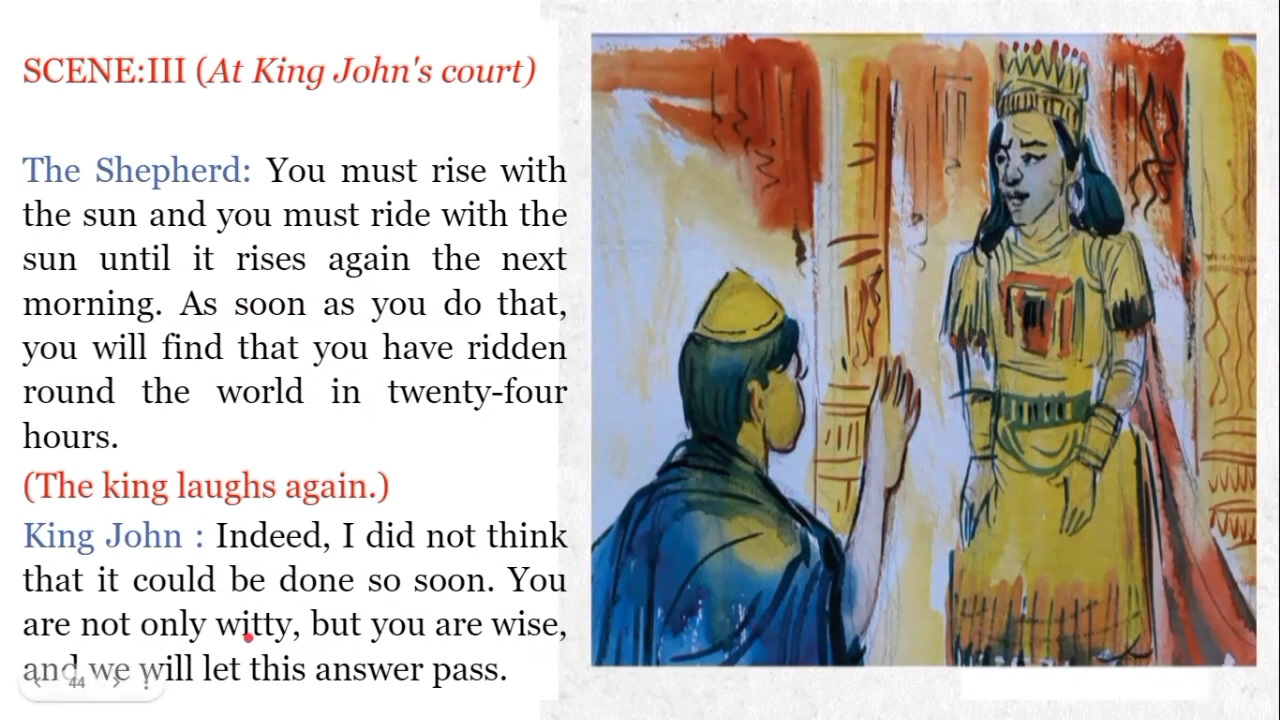 SCENE:III (At King John's court)
The Shepherd: You must rise with
the sun and you must ride with the
sun until it rises again the next
morning. As soon as you do that,
you will find that you have ridden
round the world in twenty-four
hours.
(The king laughs again.)
King John : Indeed, I did not think
that it could be done so soon. You
are not only witty, but you are wise,
and we will let this answer pass.
44